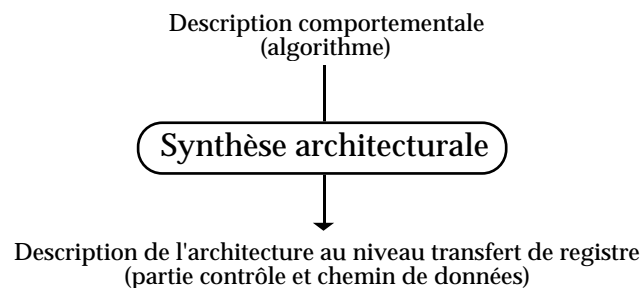 Description comportementale
(algorithme)
Synthèse architecturale
Description de l'architecture au niveau transfert de registre
(partie contrôle et chemin de données)